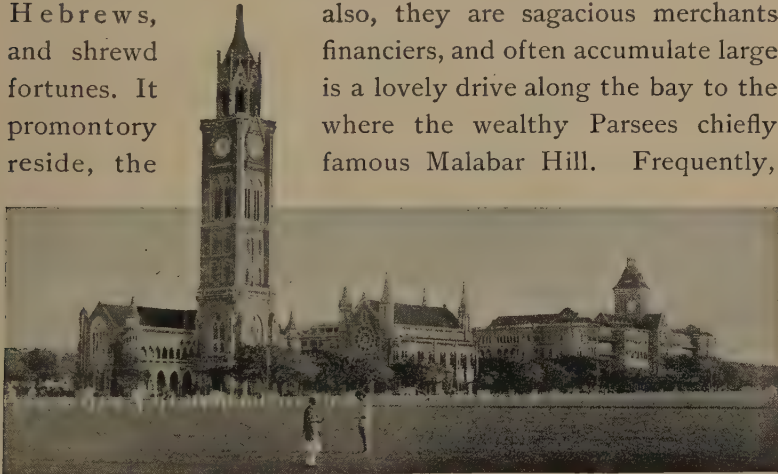 Hebrews, also, they are sagacious merchants
and shrewd financiers, and often accumulate large
fortunes. It is a lovely drive along the bay to the
promontory where the wealthy Parsees chiefly
reside, the famous Malabar Hill. Frequently,